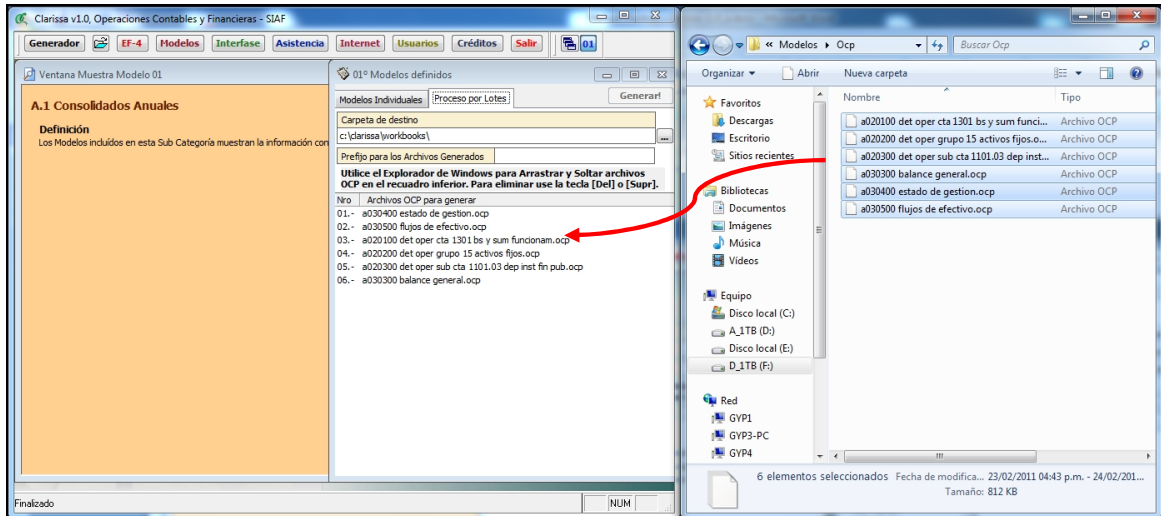 Clarissa v1.0, Operaciones Contables y Financieras - SIAF
Generador EF-4 Modelos Interfase Asistencia Internet Usuarios Créditos Salir 01
Ventana Muestra Modelo 01
A.1 Consolidados Anuales
Definición
Los Modelos incluídos en esta Sub Categoría muestran la información con
01º Modelos definidos
Modelos Individuales Proceso por Lotes Generar!
Carpeta de destino
c:\clarissa\workbooks\ ...
Prefijo para los Archivos Generados
Utilice el Explorador de Windows para Arrastrar y Soltar archivos
OCP en el recuadro inferior. Para eliminar use la tecla [Del] o [Supr].
Nro Archivos OCP para generar
01.- a030400 estado de gestion.ocp
02.- a030500 flujos de efectivo.ocp
03.- a020100 det oper cta 1301 bs y sum funcionam.ocp
04.- a020200 det oper grupo 15 activos fijos.ocp
05.- a020300 det oper sub cta 1101.03 dep inst fin pub.ocp
06.- a030300 balance general.ocp
Finalizado NUM
« Modelos Ocp Buscar Ocp
Organizar Abrir Nueva carpeta
Favoritos
Descargas
Escritorio
Sitios recientes
Bibliotecas
Documentos
Imágenes
Música
Vídeos
Equipo
Disco local (C:)
A_1TB (D:)
Disco local (E:)
D_1TB (F:)
Red
GYP1
GYP3-PC
GYP4
Nombre Tipo
a020100 det oper cta 1301 bs y sum funci... Archivo OCP
a020200 det oper grupo 15 activos fijos.o... Archivo OCP
a020300 det oper sub cta 1101.03 dep inst... Archivo OCP
a030300 balance general.ocp Archivo OCP
a030400 estado de gestion.ocp Archivo OCP
a030500 flujos de efectivo.ocp Archivo OCP
6 elementos seleccionados Fecha de modifica... 23/02/2011 04:43 p.m. - 24/02/201...
Tamaño: 812 KB